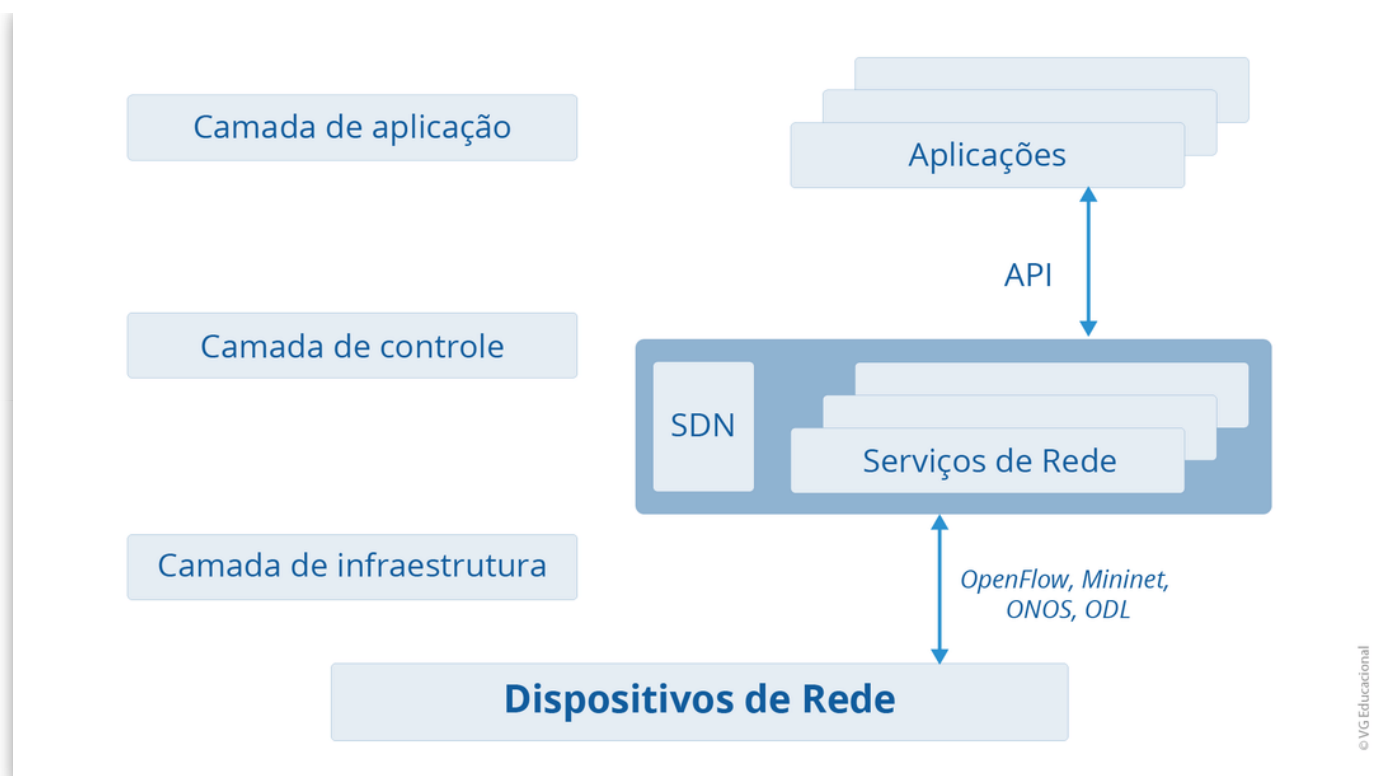 Camada de aplicação
Aplicações
API
Camada de controle
SDN
Serviços de Rede
Camada de infraestrutura
OpenFlow, Mininet,
ONOS, ODL
Dispositivos de Rede
© VG Educacional